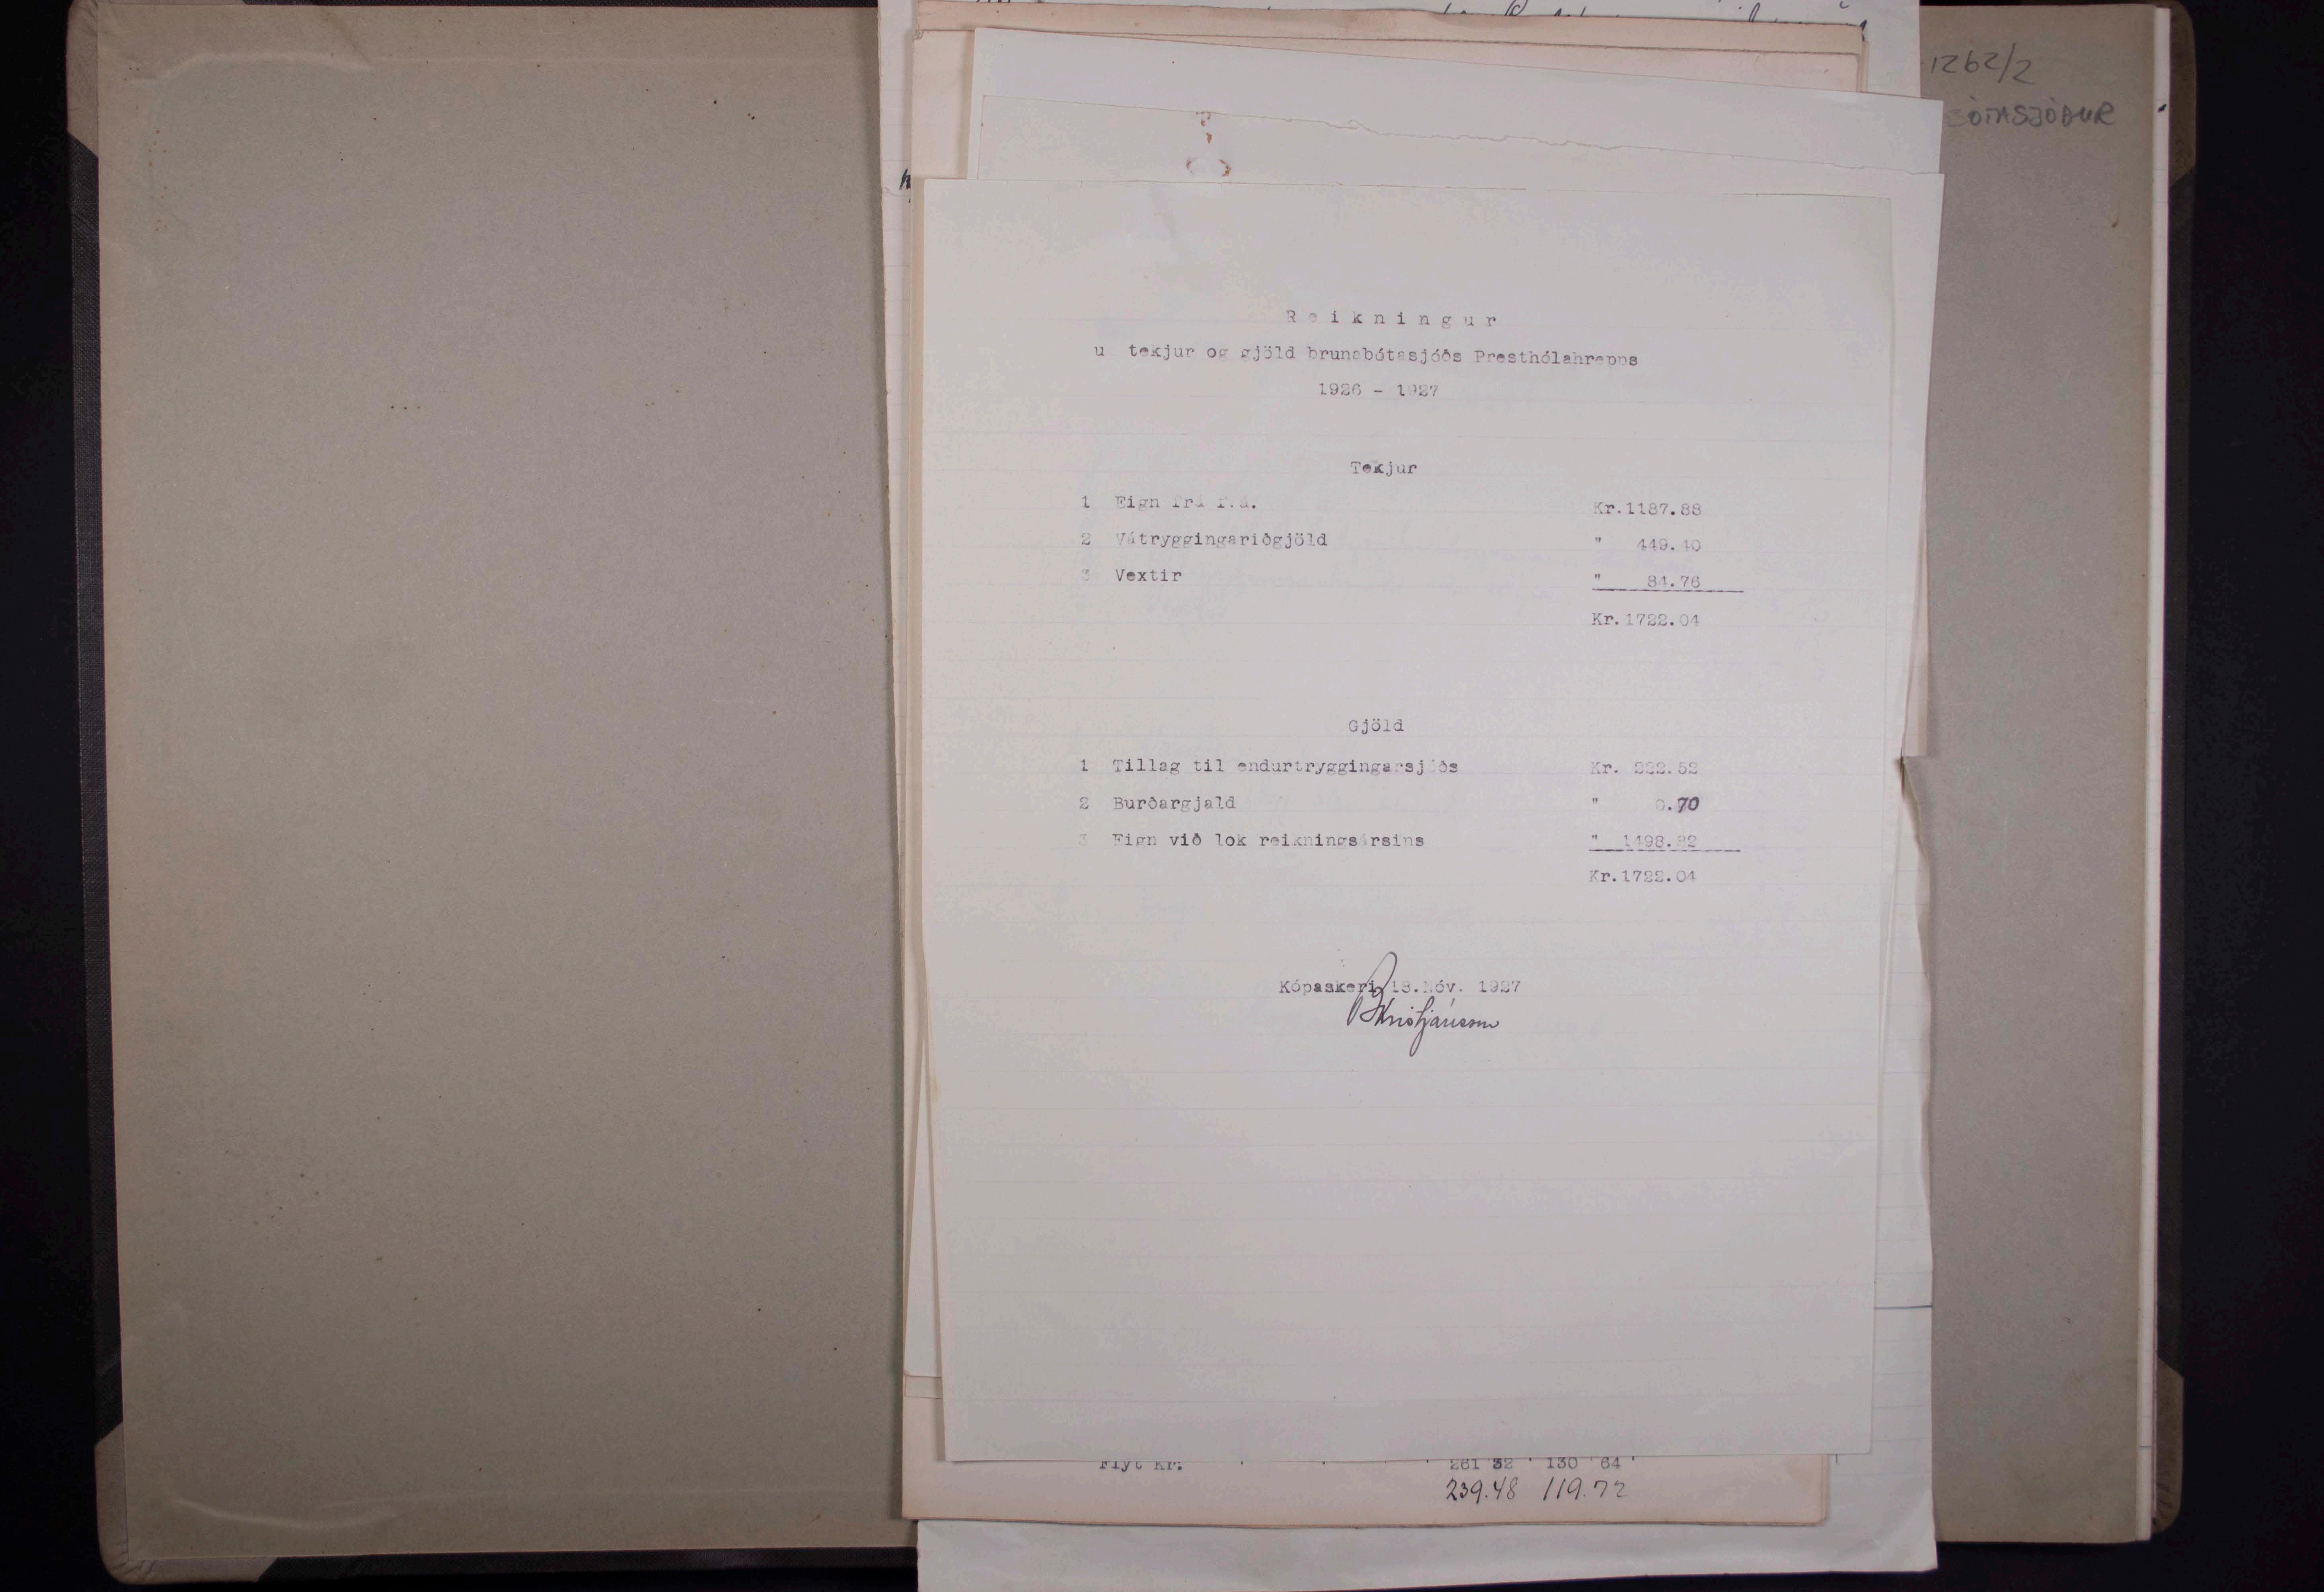 1262/2
ÓTASJÓÐUR
Reikningur
u tekjur og gjöld brunabótasjóðs Presthólahrepps
1926 - 1927
Tekjur
1 Eign frá f.á. Kr.1187.88
2 Vátryggingariðgjöld " 449.40
3 Vextir " 84.76
Kr.1722.04
Gjöld
1 Tillag til endurtryggingarsjóðs Kr. 222.52
2 Burðargjald " 0.70
3 Eign við lok reikningsársins " 1498.82
Kr.1722.04
Kópaskeri, 18.Nóv. 1927
Kristjánsson
Flyt Kr. 261 32 130 64
239.48 119.72